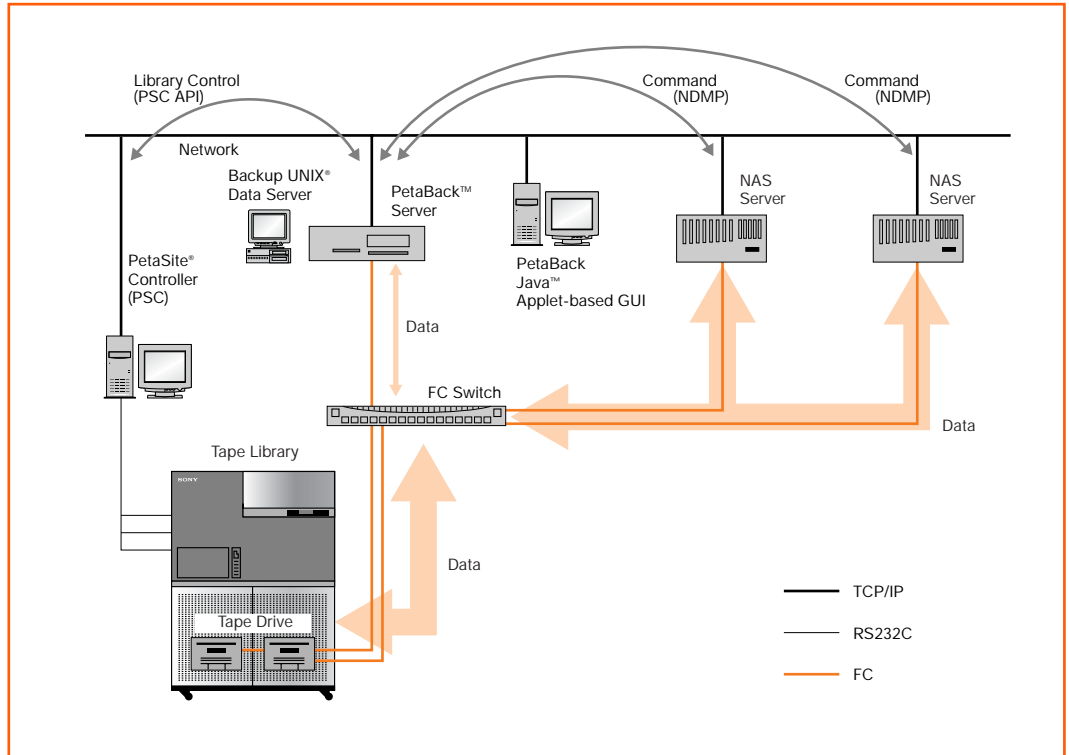 Library Control
(PSC API)
Command
(NDMP)
Command
(NDMP)
Network
Backup UNIX®
Data Server
PetaBack™
Server
NAS
Server
NAS
Server
PetaSite®
Controller
(PSC)
PetaBack
Java™
Applet-based GUI
Data
FC Switch
Data
Tape Library
SONY
Data
Tape Drive
TCP/IP
RS232C
FC